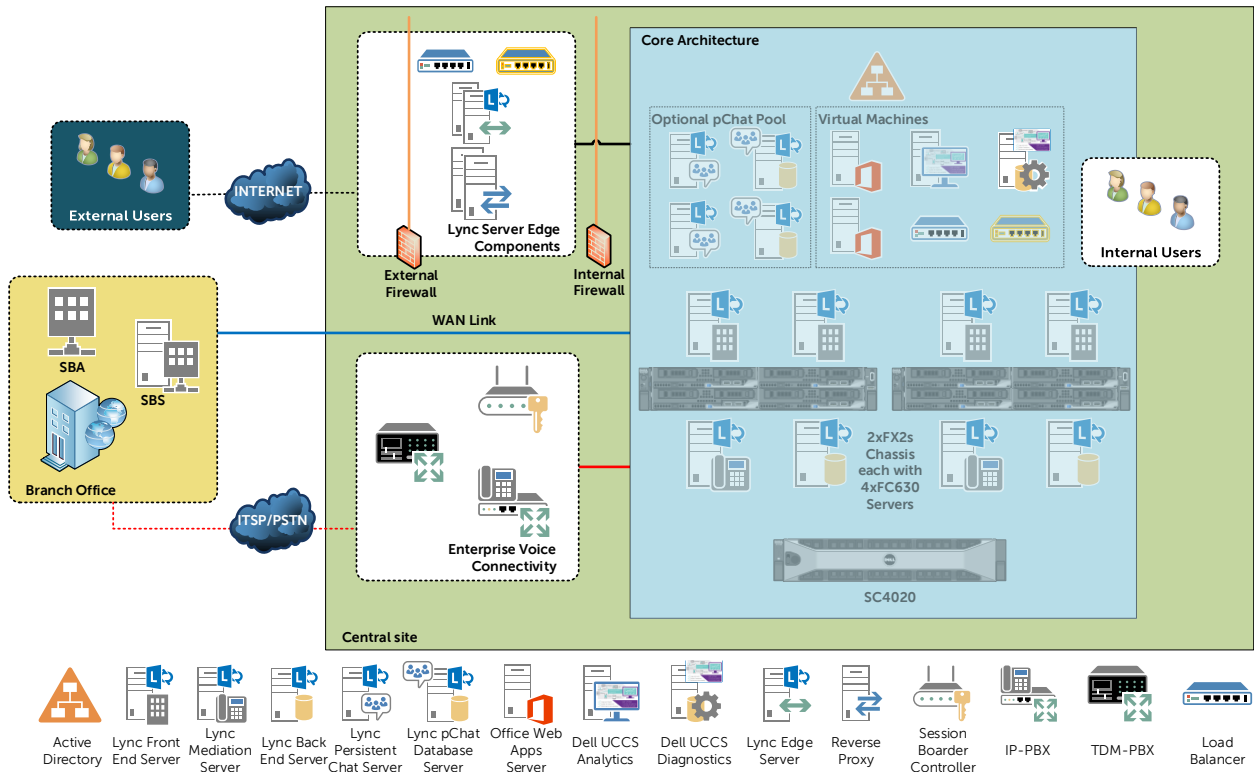 Core Architecture
Optional pChat Pool
Virtual Machines
INTERNET
External Users
Lync Server Edge
Components
Internal Users
External
Firewall
Internal
Firewall
WAN Link
SBA
SBS
Branch Office
2xFX2s
Chassis
each with
4xFC630
Servers
ITSP/PSTN
Enterprise Voice
Connectivity
DELL
SC4020
Central site
Active
Directory
Lync Front
End Server
Lync
Mediation
Server
Lync Back
End Server
Lync
Persistent
Chat Server
Lync pChat
Database
Server
Office Web
Apps
Server
Dell UCCS
Analytics
Dell UCCS
Diagnostics
Lync Edge
Server
Reverse
Proxy
Session
Boarder
Controller
IP-PBX
TDM-PBX
Load
Balancer